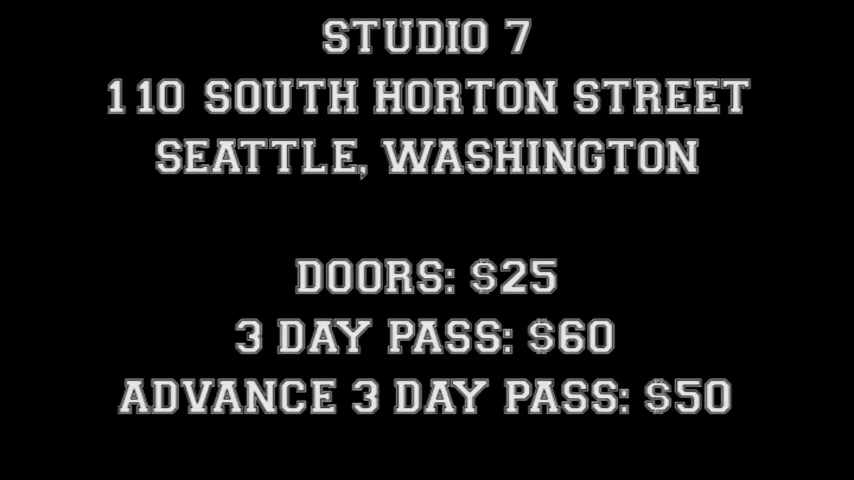 STUDIO 7
110 SOUTH HORTON STREET
SEATTLE, WASHINGTON
DOORS: $25
3 DAY PASS: $60
ADVANCE 3 DAY PASS: $50